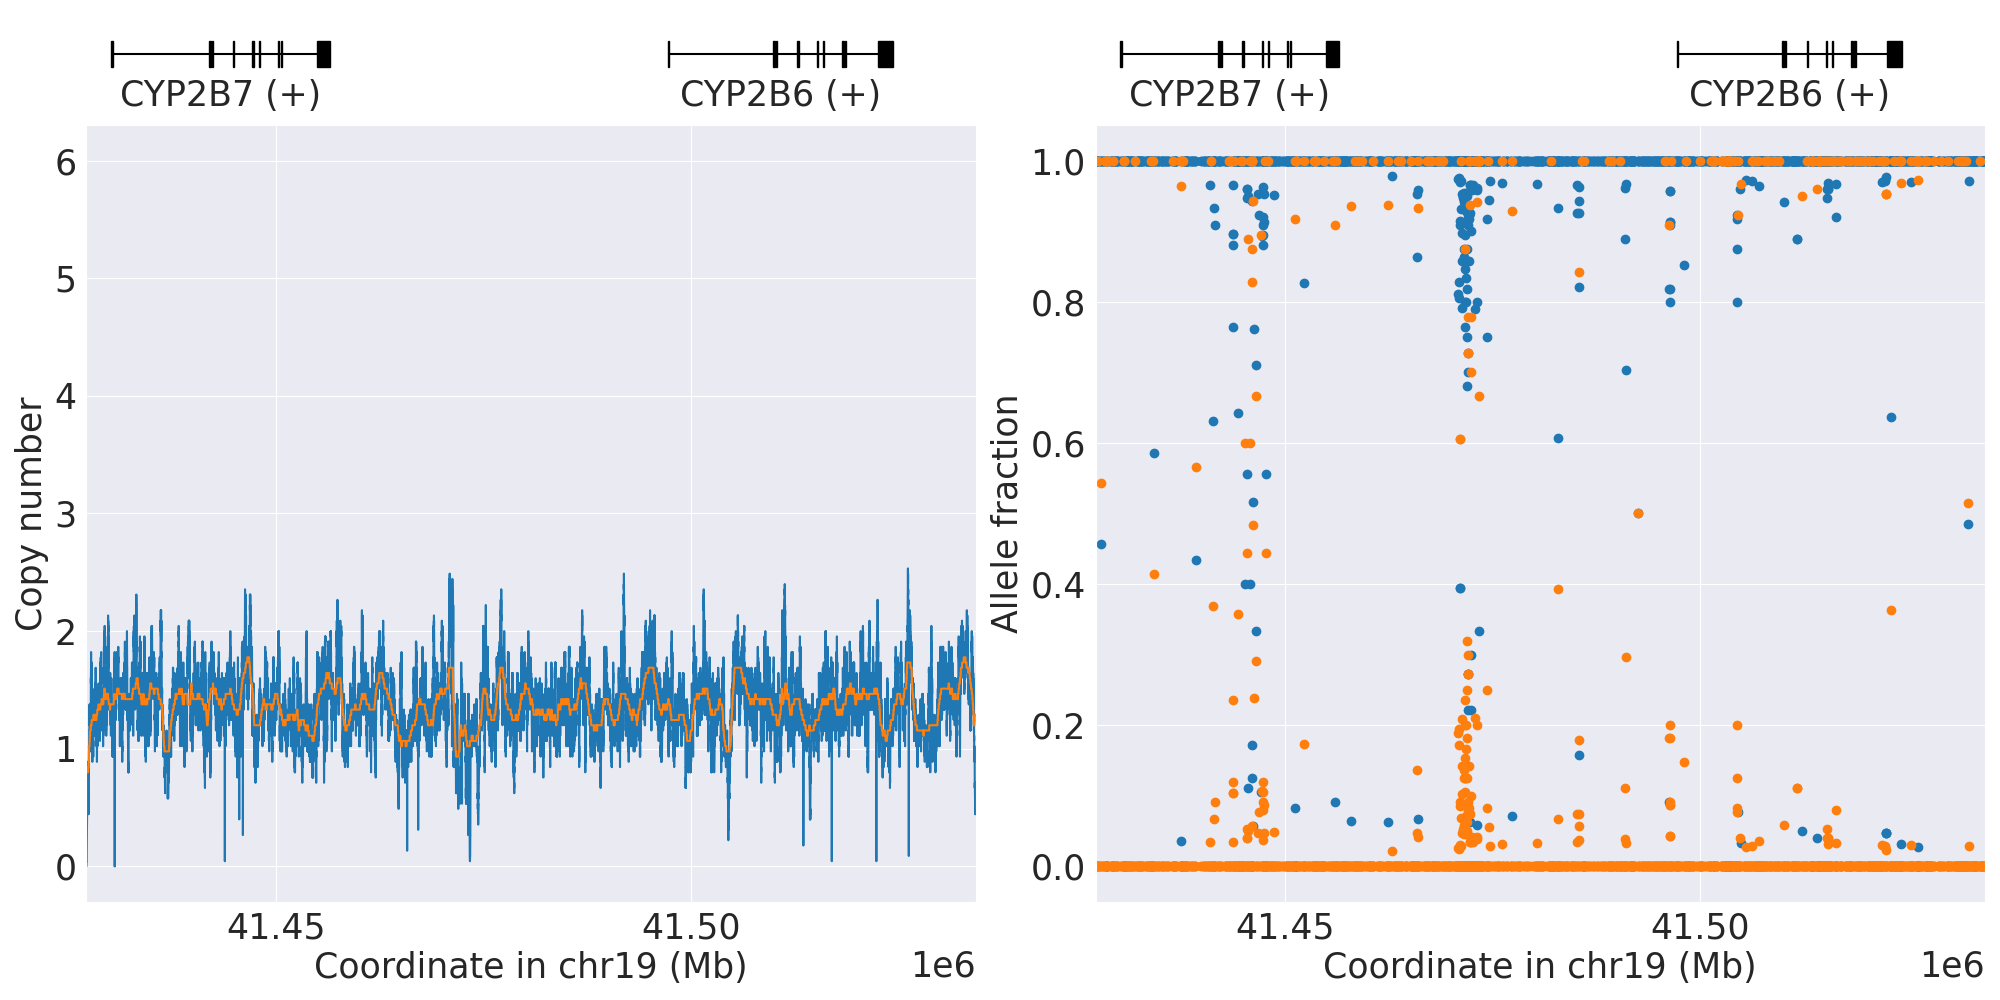 CYP2B7 (+)
CYP2B6 (+)
CYP2B7 (+)
CYP2B6 (+)
Copy number
6
5
4
3
2
1
0
41.45
41.50
Coordinate in chr19 (Mb)
1e6
Allele fraction
1.0
0.8
0.6
0.4
0.2
0.0
41.45
41.50
Coordinate in chr19 (Mb)
1e6